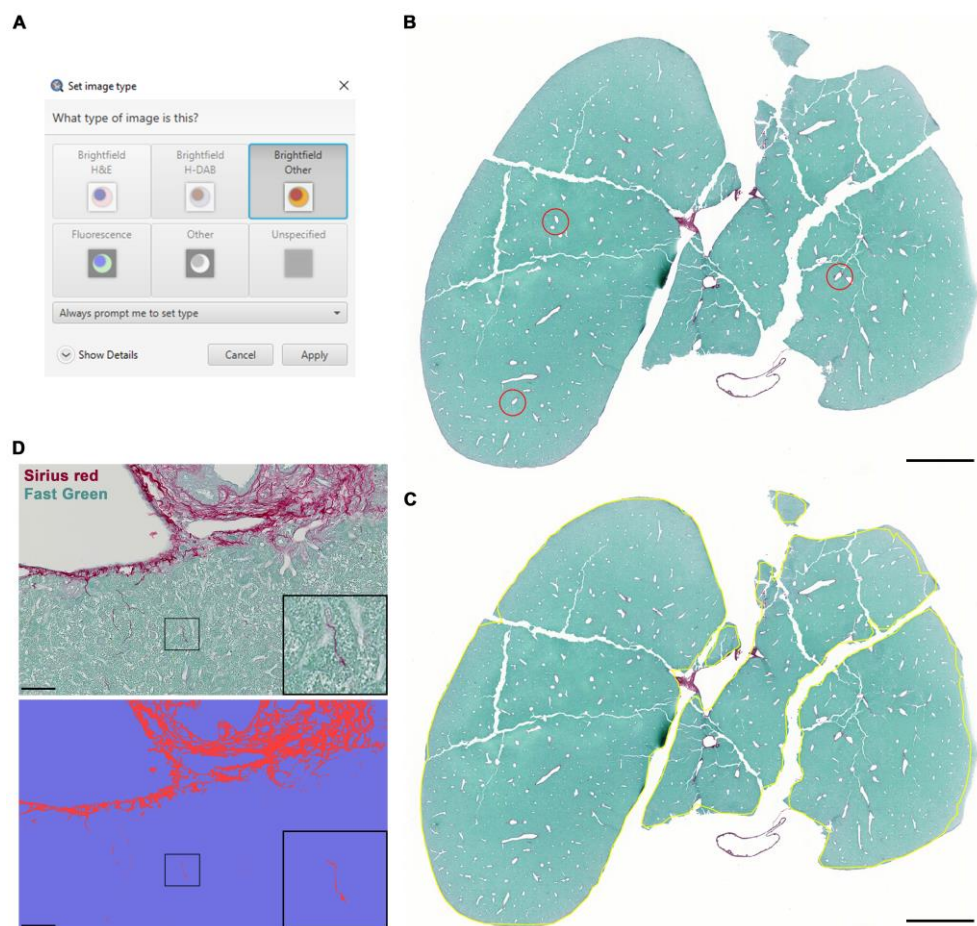 A
Set image type
What type of image is this?
Brightfield
H&E
Brightfield
H-DAB
Brightfield
Other
Fluorescence
Other
Unspecified
Always prompt me to set type
Show Details
Cancel
Apply
B
C
D
Sirius red
Fast Green